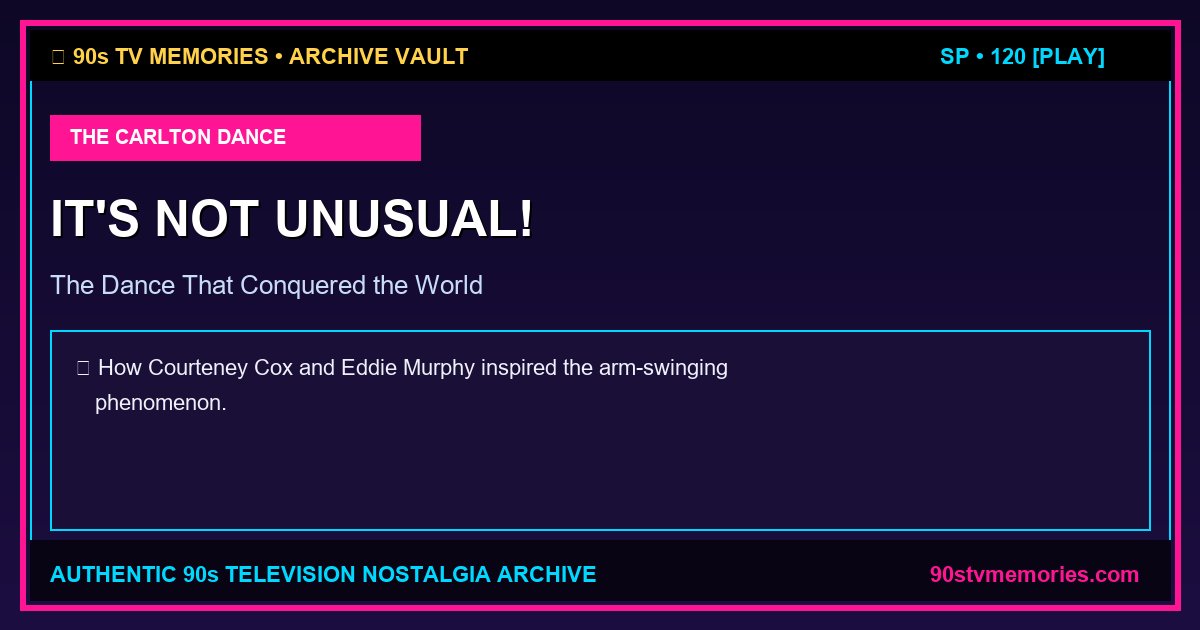 90s TV MEMORIES • ARCHIVE VAULT
SP • 120 [PLAY]
THE CARLTON DANCE
IT'S NOT UNUSUAL!
The Dance That Conquered the World
How Courteney Cox and Eddie Murphy inspired the arm-swinging
phenomenon.
AUTHENTIC 90s TELEVISION NOSTALGIA ARCHIVE
90stvmemories.com